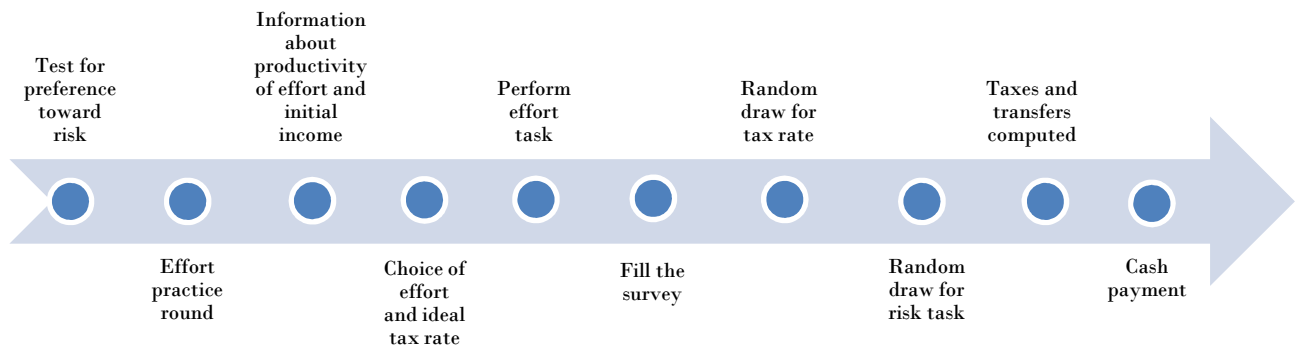 Test for
preference
toward
risk
Effort
practice
round
Information
about
productivity
of effort and
initial
income
Choice of
effort
and ideal
tax rate
Perform
effort
task
Fill the
survey
Random
draw for
tax rate
Random
draw for
risk task
Taxes and
transfers
computed
Cash
payment